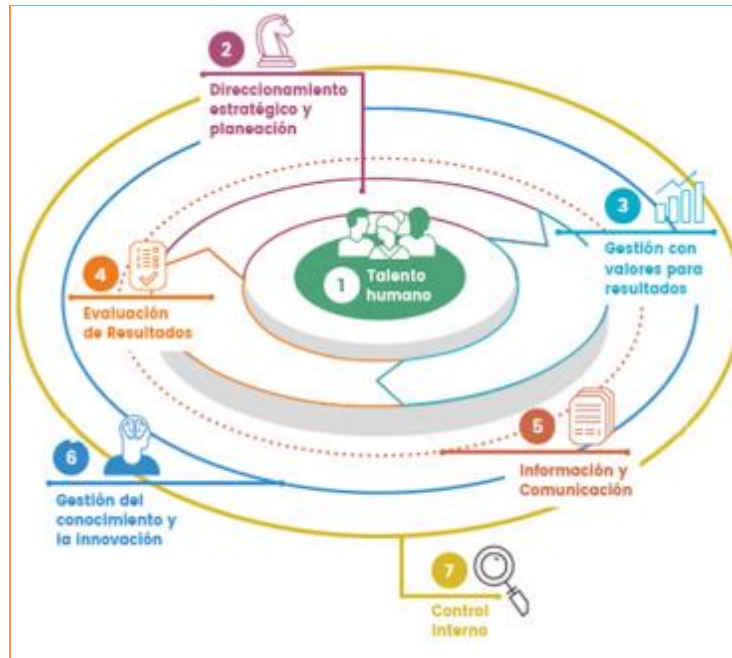 2
Direccionamiento
estratégico y
planeación
3
Gestión con
valores para
resultados
1
Talento
humano
4
Evaluación
de Resultados
5
Información y
Comunicación
6
Gestión del
conocimiento y
la innovación
7
Control
Interno